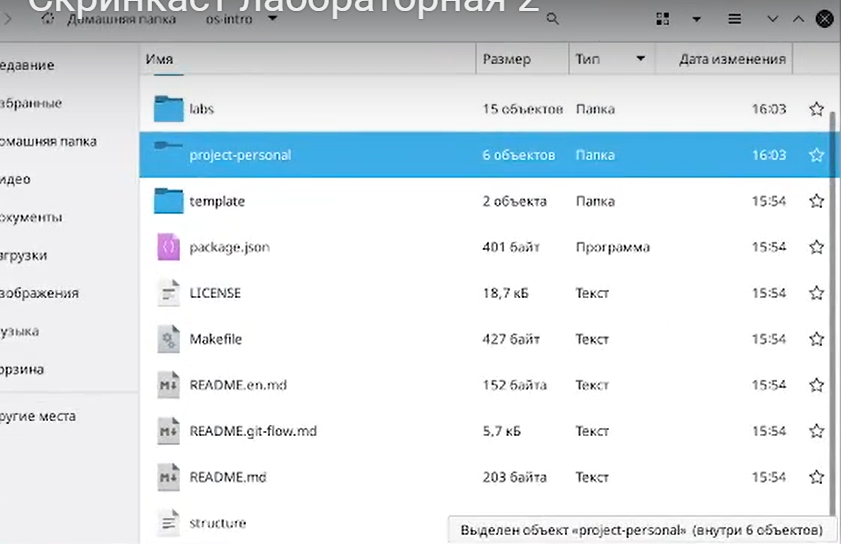 Скринкаст лабораторная 2
Домашняя папка os-intro
Имя Размер Тип Дата изменения
едавние
збранные
омашняя папка
идео
окументы
агрузки
зображения
узыка
орзина
ругие места
labs 15 объектов Папка 16:03
project-personal 6 объектов Папка 16:03
template 2 объекта Папка 15:54
package.json 401 байт Программа 15:54
LICENSE 18,7 кБ Текст 15:54
Makefile 427 байт Текст 15:54
README.en.md 152 байта Текст 15:54
README.git-flow.md 5,7 кБ Текст 15:54
README.md 203 байта Текст 15:54
structure
Выделен объект «project-personal» (внутри 6 объектов)